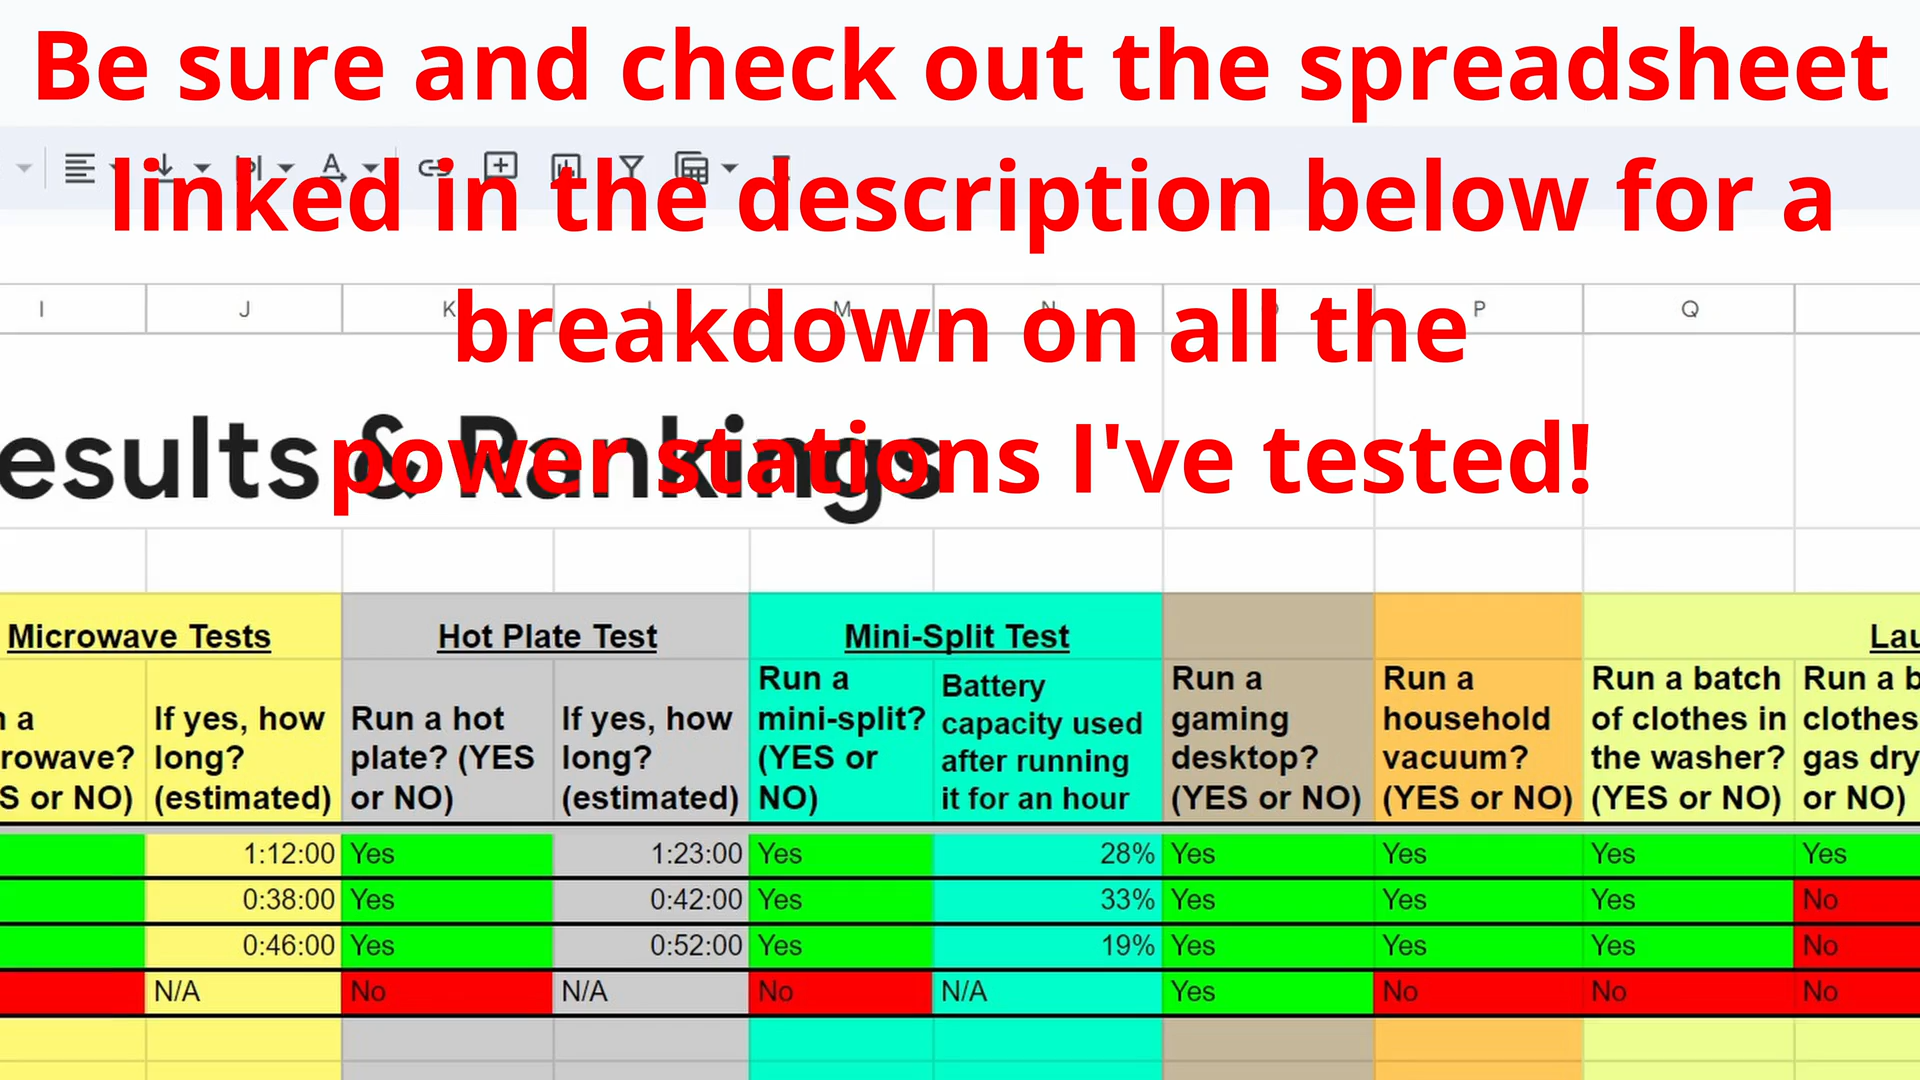 Be sure and check out the spreadsheet
linked in the description below for a
breakdown on all the
power stations I've tested!
I J K M N P Q
esults & Rankings
Microwave Tests Hot Plate Test Mini-Split Test Lau
n a
rowave?
S or NO)
If yes, how
long?
(estimated)
Run a hot
plate? (YES
or NO)
If yes, how
long?
(estimated)
Run a
mini-split?
(YES or
NO)
Battery
capacity used
after running
it for an hour
Run a
gaming
desktop?
(YES or NO)
Run a
household
vacuum?
(YES or NO)
Run a batch
of clothes in
the washer?
(YES or NO)
Run a b
clothes
gas dry
or NO)
1:12:00 Yes 1:23:00 Yes 28% Yes Yes Yes Yes
0:38:00 Yes 0:42:00 Yes 33% Yes Yes Yes No
0:46:00 Yes 0:52:00 Yes 19% Yes Yes Yes No
N/A No N/A No N/A Yes No No No